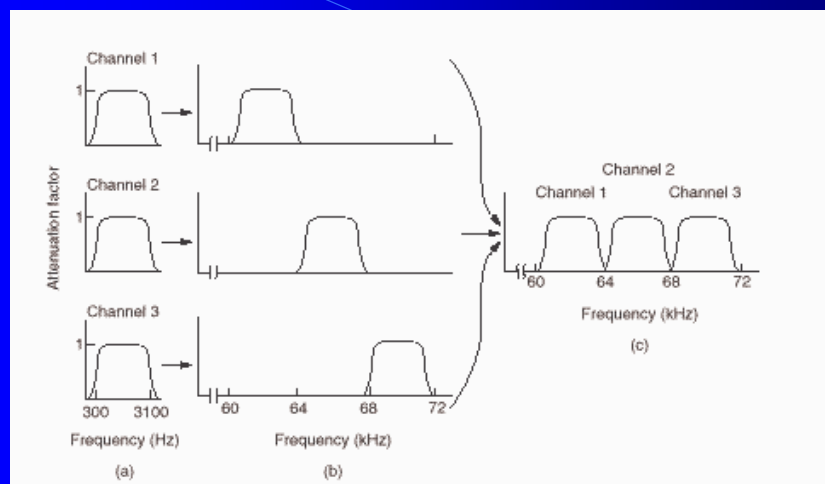 Channel 1
1
Channel 2
1
Attenuation factor
Channel 3
1
300 3100
Frequency (Hz)
(a)
60 64 68 72
Frequency (kHz)
(b)
Channel 2
Channel 1 Channel 3
60 64 68 72
Frequency (kHz)
(c)